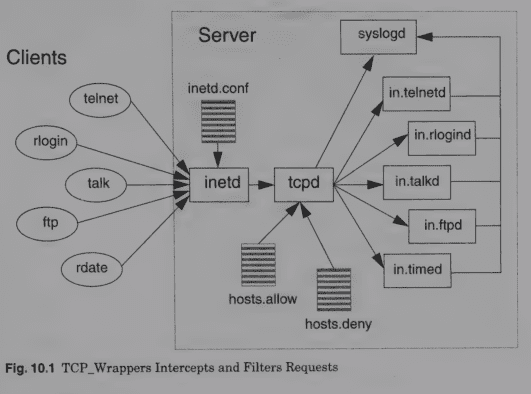 Clients
Server
syslogd
telnet
inetd.conf
in.telnetd
rlogin
in.rlogind
talk
inetd
tcpd
in.talkd
ftp
in.ftpd
rdate
in.timed
hosts.allow
hosts.deny
Fig. 10.1 TCP_Wrappers Intercepts and Filters Requests